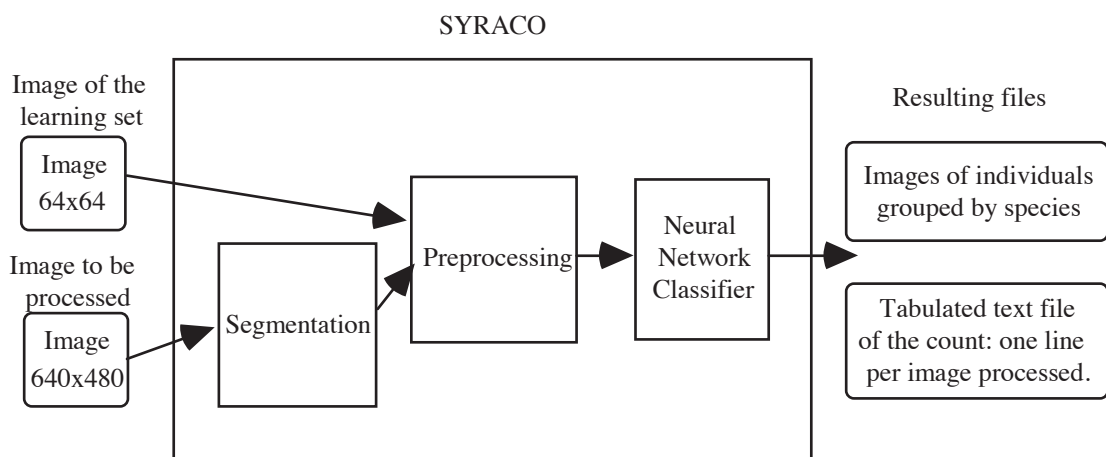 SYRACO
Image of the
learning set
Image
64x64
Image to be
processed
Image
640x480
Segmentation
Preprocessing
Neural
Network
Classifier
Resulting files
Images of individuals
grouped by species
Tabulated text file
of the count: one line
per image processed.